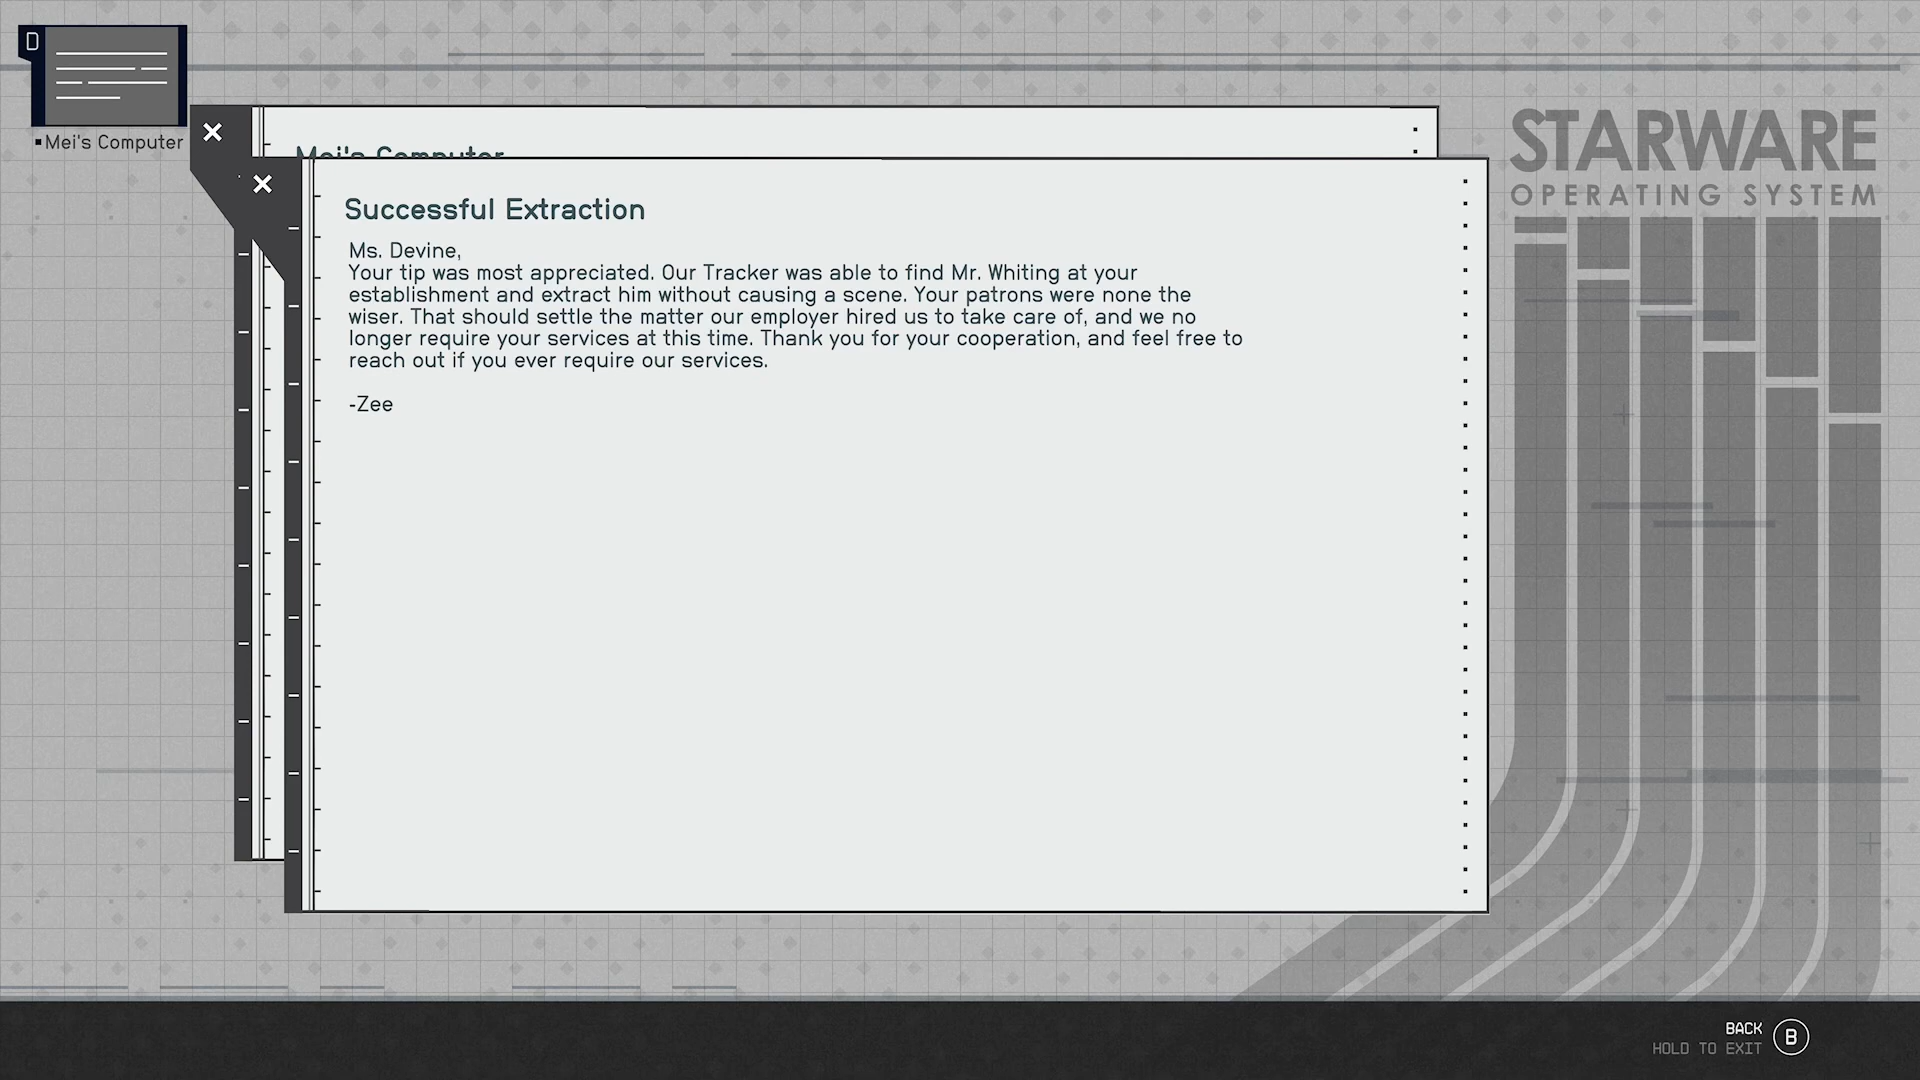 D
Mei's Computer
Mei's Computer
STARWARE
OPERATING SYSTEM
Successful Extraction
Ms. Devine,
Your tip was most appreciated. Our Tracker was able to find Mr. Whiting at your
establishment and extract him without causing a scene. Your patrons were none the
wiser. That should settle the matter our employer hired us to take care of, and we no
longer require your services at this time. Thank you for your cooperation, and feel free to
reach out if you ever require our services.
-Zee
BACK
HOLD TO EXIT
B